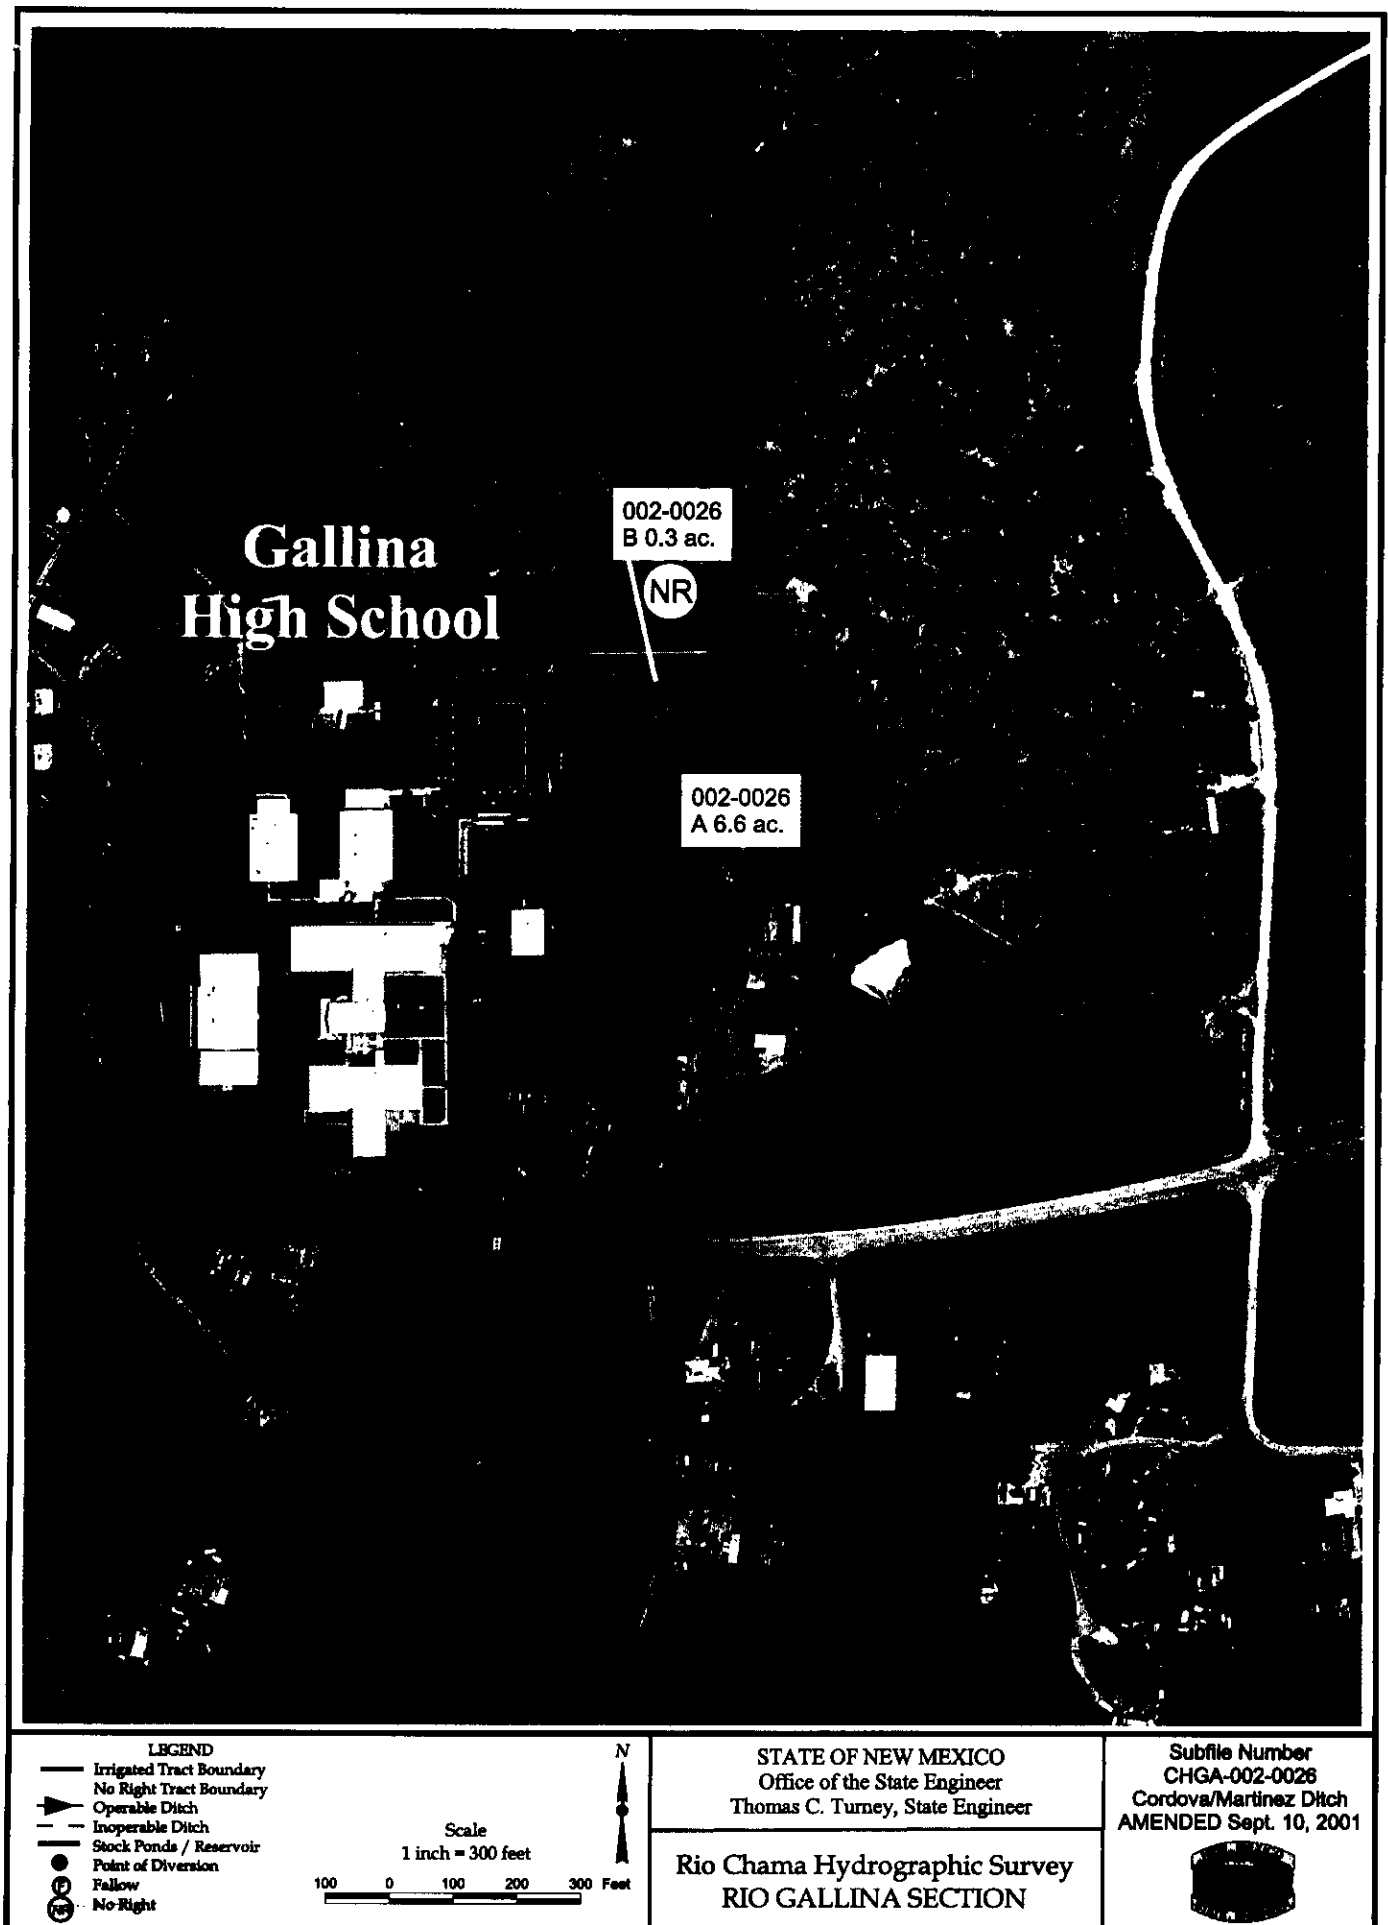 Gallina
High School
002-0026
B 0.3 ac.
NR
002-0026
A 6.6 ac.
LEGEND
Irrigated Tract Boundary
No Right Tract Boundary
Operable Ditch
Inoperable Ditch
Stock Ponds / Reservoir
Point of Diversion
F Fallow
NR No Right
N
Scale
1 inch = 300 feet
100 0 100 200 300 Feet
STATE OF NEW MEXICO
Office of the State Engineer
Thomas C. Turney, State Engineer
Rio Chama Hydrographic Survey
RIO GALLINA SECTION
Subfile Number
CHGA-002-0026
Cordova/Martinez Ditch
AMENDED Sept. 10, 2001